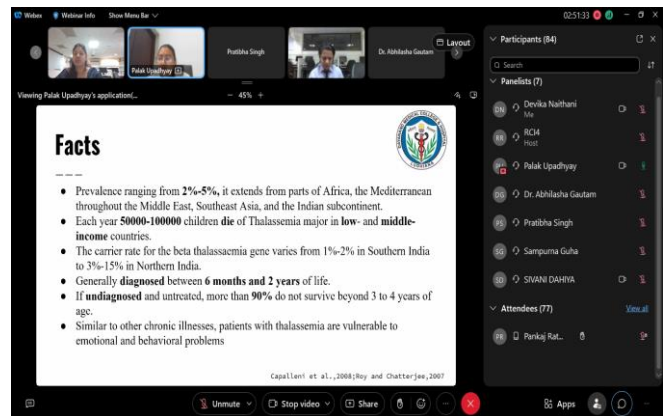 Webex
Webinar Info
Show Menu Bar
02:51:33
Palak Upadhyay
Pratibha Singh
Dr. Abhilasha Gautam
Layout
Viewing Palak Upadhyay's application(...
45%
Facts
Prevalence ranging from 2%-5%, it extends from parts of Africa, the Mediterranean
throughout the Middle East, Southeast Asia, and the Indian subcontinent.
Each year 50000-100000 children die of Thalassemia major in low- and middle-
income countries.
The carrier rate for the beta thalassaemia gene varies from 1%-2% in Southern India
to 3%-15% in Northern India.
Generally diagnosed between 6 months and 2 years of life.
If undiagnosed and untreated, more than 90% do not survive beyond 3 to 4 years of
age.
Similar to other chronic illnesses, patients with thalassemia are vulnerable to
emotional and behavioral problems
Capalleni et al.,2008;Roy and Chatterjee,2007
Participants (84)
Search
Panelists (7)
DN Devika Naithani
Me
RR RCI4
Host
Palak Upadhyay
DG Dr. Abhilasha Gautam
PS Pratibha Singh
SG Sampurna Guha
SD SIVANI DAHIYA
Attendees (77)
View all
PR Pankaj Rat...
Unmute
Stop video
Share
Apps